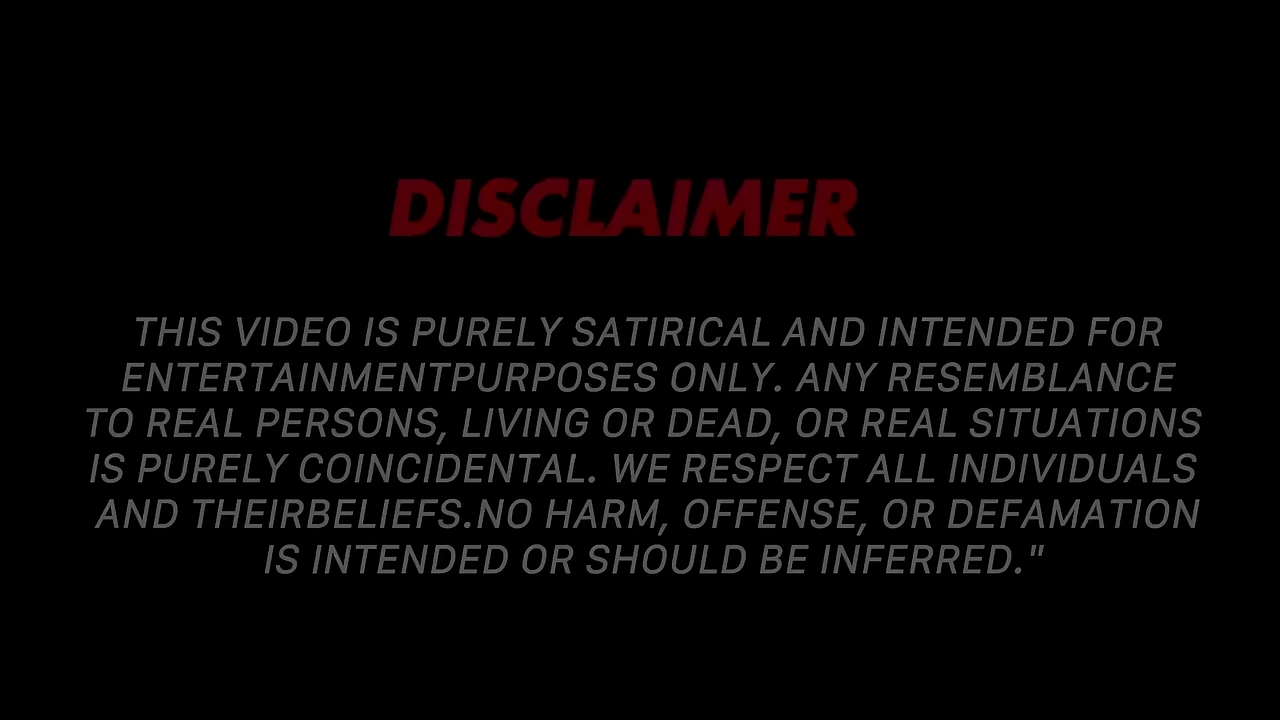 DISCLAIMER
THIS VIDEO IS PURELY SATIRICAL AND INTENDED FOR
ENTERTAINMENTPURPOSES ONLY. ANY RESEMBLANCE
TO REAL PERSONS, LIVING OR DEAD, OR REAL SITUATIONS
IS PURELY COINCIDENTAL. WE RESPECT ALL INDIVIDUALS
AND THEIRBELIEFS.NO HARM, OFFENSE, OR DEFAMATION
IS INTENDED OR SHOULD BE INFERRED."